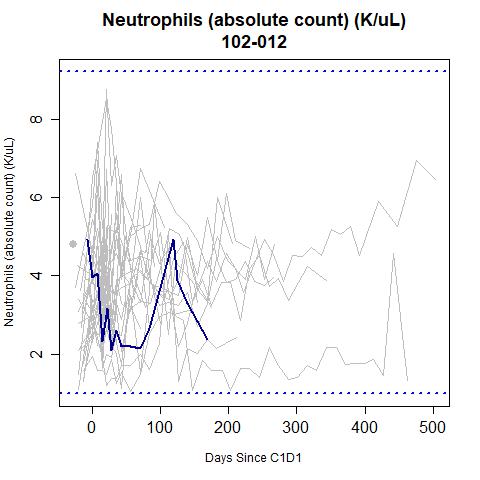 Neutrophils (absolute count) (K/uL)
102-012
Neutrophils (absolute count) (K/uL)
8
6
4
2
0 100 200 300 400 500
Days Since C1D1